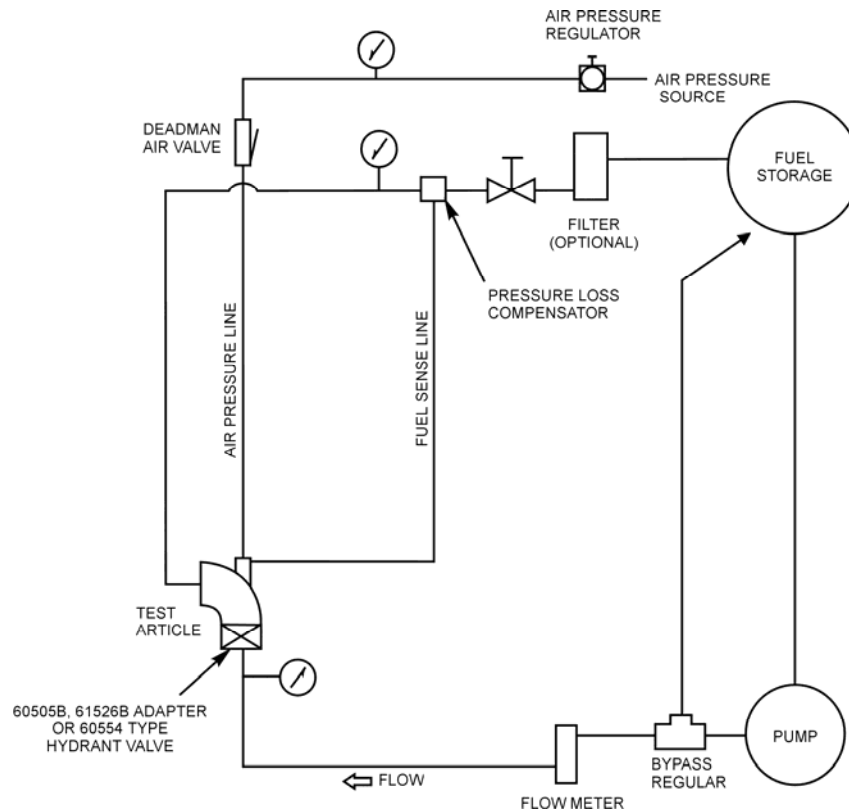 AIR PRESSURE
REGULATOR
AIR PRESSURE
SOURCE
DEADMAN
AIR VALVE
FUEL
STORAGE
FILTER
(OPTIONAL)
PRESSURE LOSS
COMPENSATOR
AIR PRESSURE LINE
FUEL SENSE LINE
TEST
ARTICLE
60505B, 61526B ADAPTER
OR 60554 TYPE
HYDRANT VALVE
FLOW
FLOW METER
BYPASS
REGULAR
PUMP